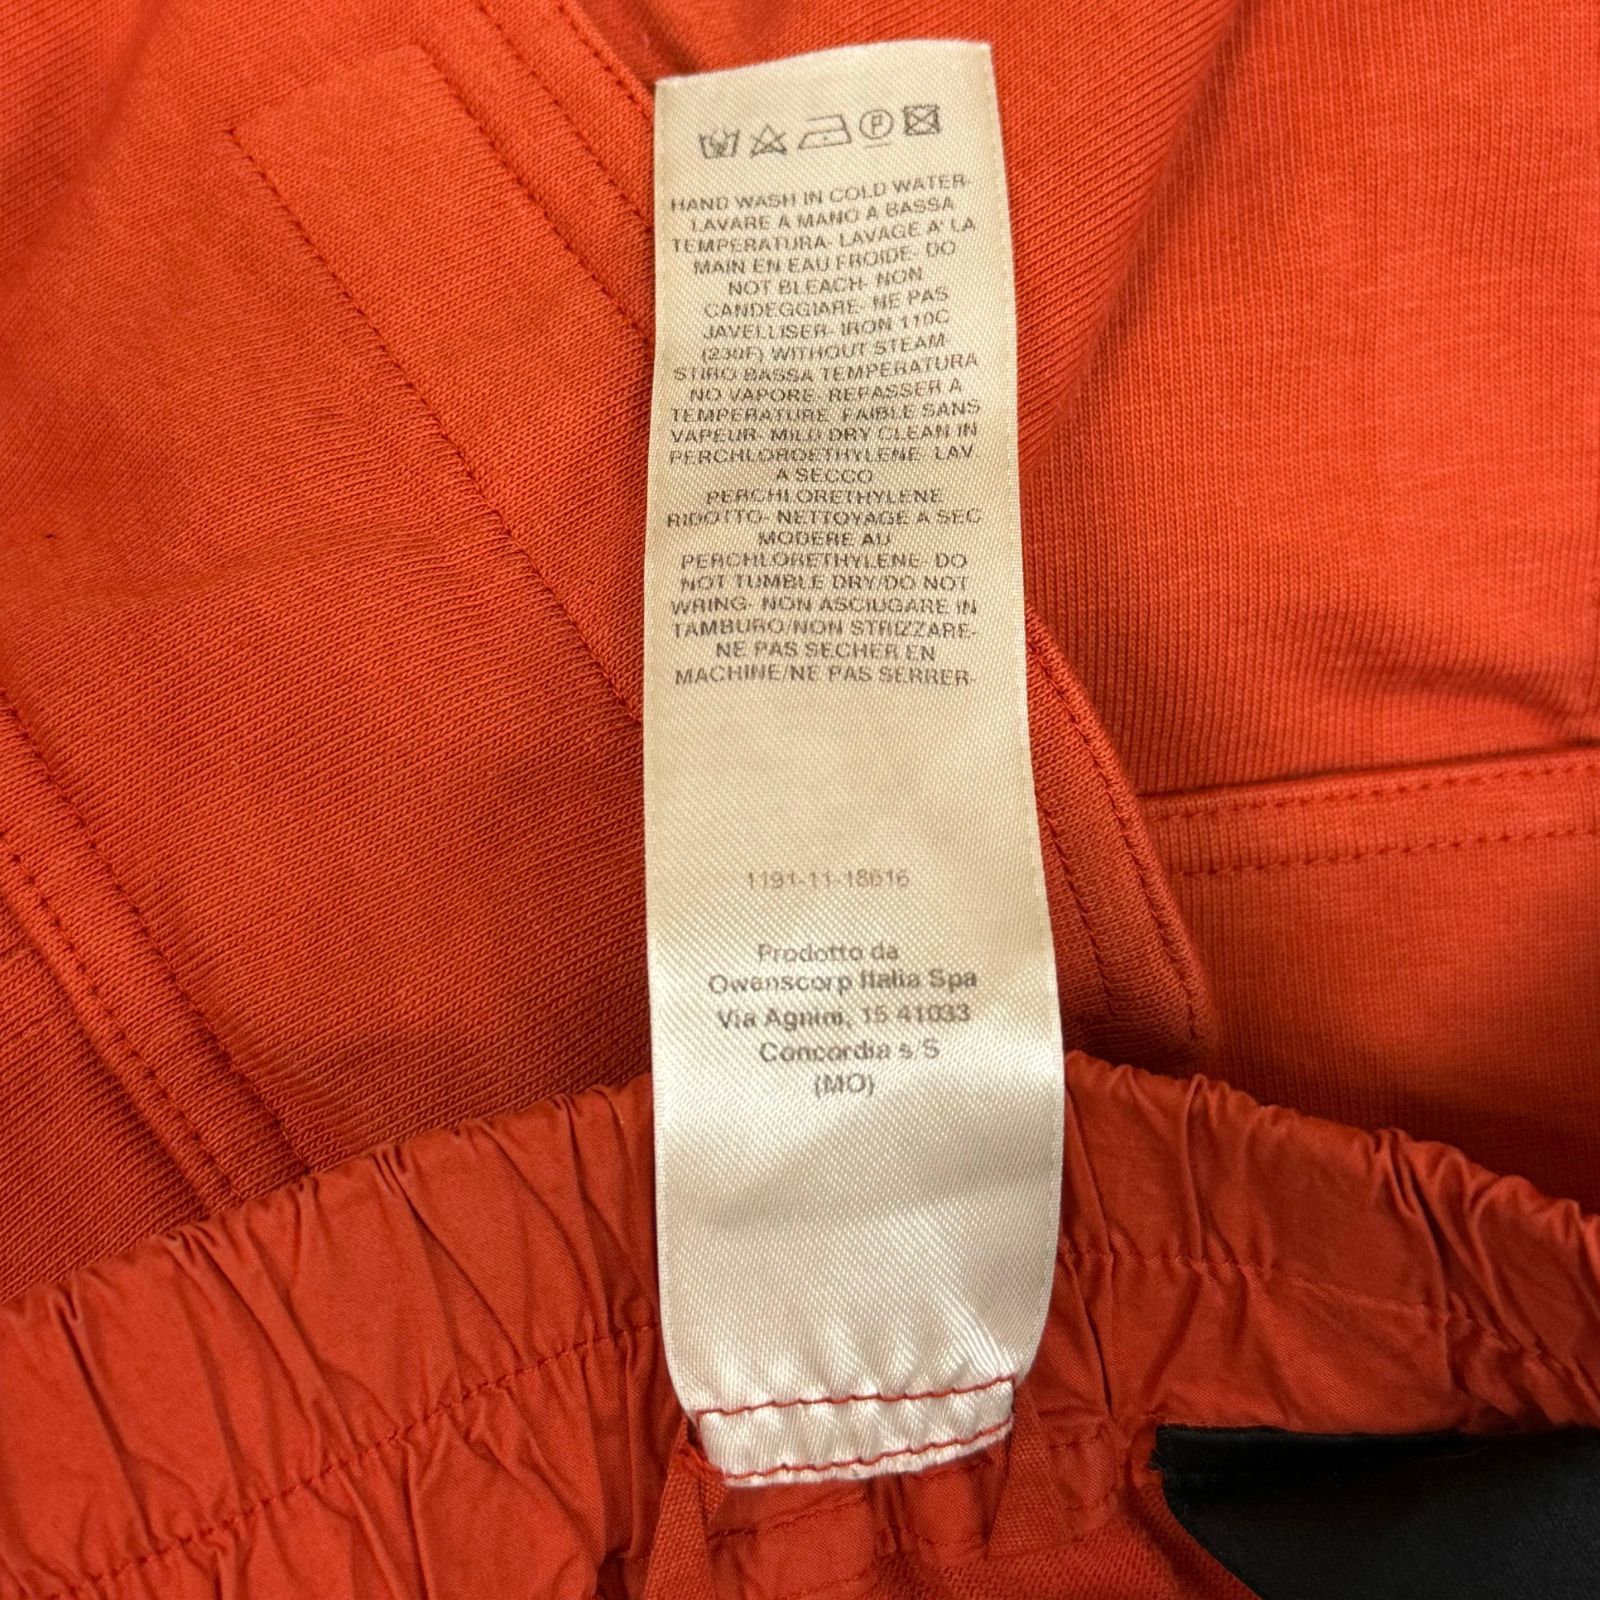 P
HAND WASH IN COLD WATER-
LAVARE A MANO A BASSA
TEMPERATURA- LAVAGE A' LA
MAIN EN EAU FROIDE- DO
NOT BLEACH- NON
CANDEGGIARE- NE PAS
JAVELLISER- IRON 110C
(230F) WITHOUT STEAM
STIRO BASSA TEMPERATURA
NO VAPORE, REPASSER A
TEMPERATURE FAIBLE SANS
VAPEUR- MILD DRY CLEAN IN
PERCHLOROETHYLENE- LAV
A SECCO
PERCHLORETHYLENE
RIDOTTO- NETTOYAGE A SEC
MODERE AU
PERCHLORETHYLENE- DO
NOT TUMBLE DRY/DO NOT
WRING- NON ASCIUGARE IN
TAMBURO/NON STRIZZARE-
NE PAS SECHER EN
MACHINE/NE PAS SERRER-
1191-11-18616
Prodotto da
Owenscorp Italia Spa
Via Agnini, 15 41033
Concordia s/S
(MO)